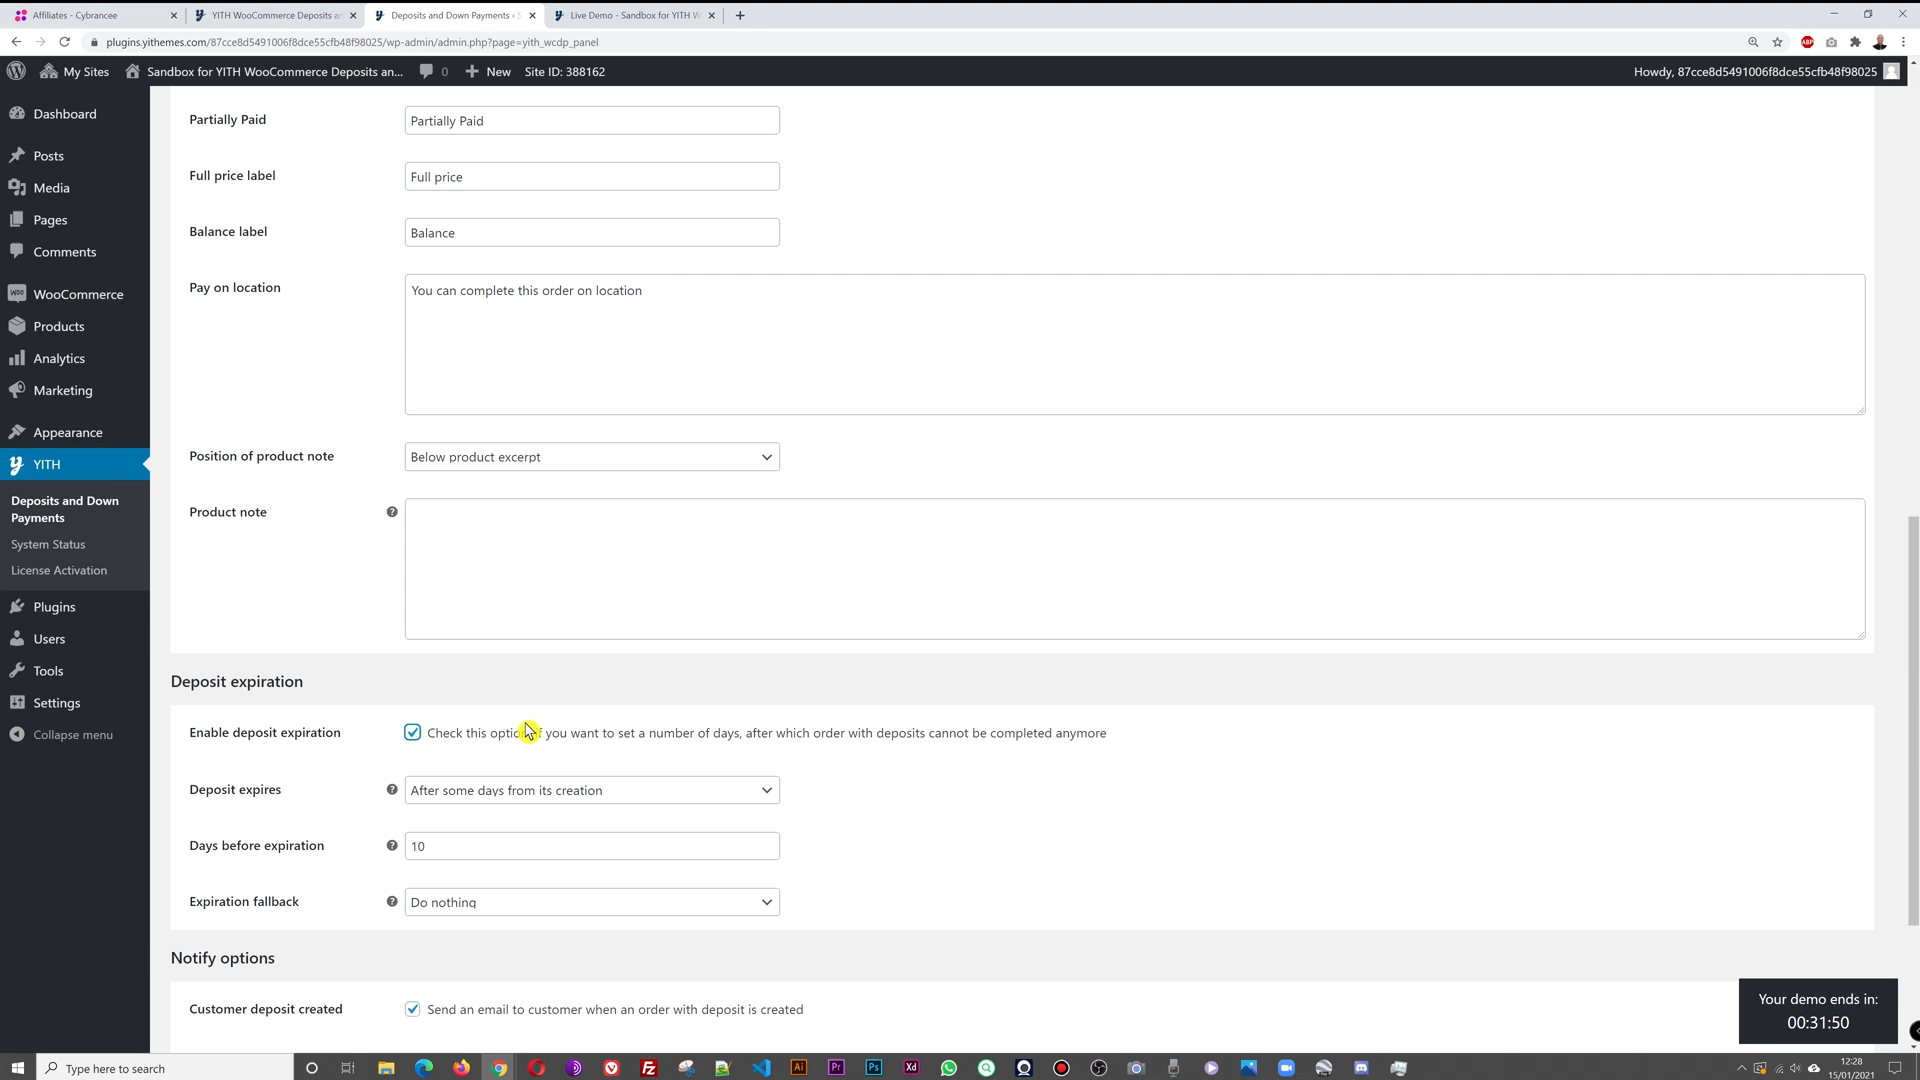 Affiliates - Cybrancee
YITH WooCommerce Deposits an
Deposits and Down Payments ‹ S
Live Demo - Sandbox for YITH W
plugins.yithemes.com/87cce8d5491006f8dce55cfb48f98025/wp-admin/admin.php?page=yith_wcdp_panel
ABP
My Sites
Sandbox for YITH WooCommerce Deposits an...
0
New
Site ID: 388162
Howdy, 87cce8d5491006f8dce55cfb48f98025
Dashboard
Posts
Media
Pages
Comments
WooCommerce
Products
Analytics
Marketing
Appearance
YITH
Deposits and Down
Payments
System Status
License Activation
Plugins
Users
Tools
Settings
Collapse menu
Partially Paid
Partially Paid
Full price label
Full price
Balance label
Balance
Pay on location
You can complete this order on location
Position of product note
Below product excerpt
Product note
Deposit expiration
Enable deposit expiration
Check this option if you want to set a number of days, after which order with deposits cannot be completed anymore
Deposit expires
After some days from its creation
Days before expiration
10
Expiration fallback
Do nothing
Notify options
Customer deposit created
Send an email to customer when an order with deposit is created
Your demo ends in:
00:31:50
Type here to search
12:28
15/01/2021